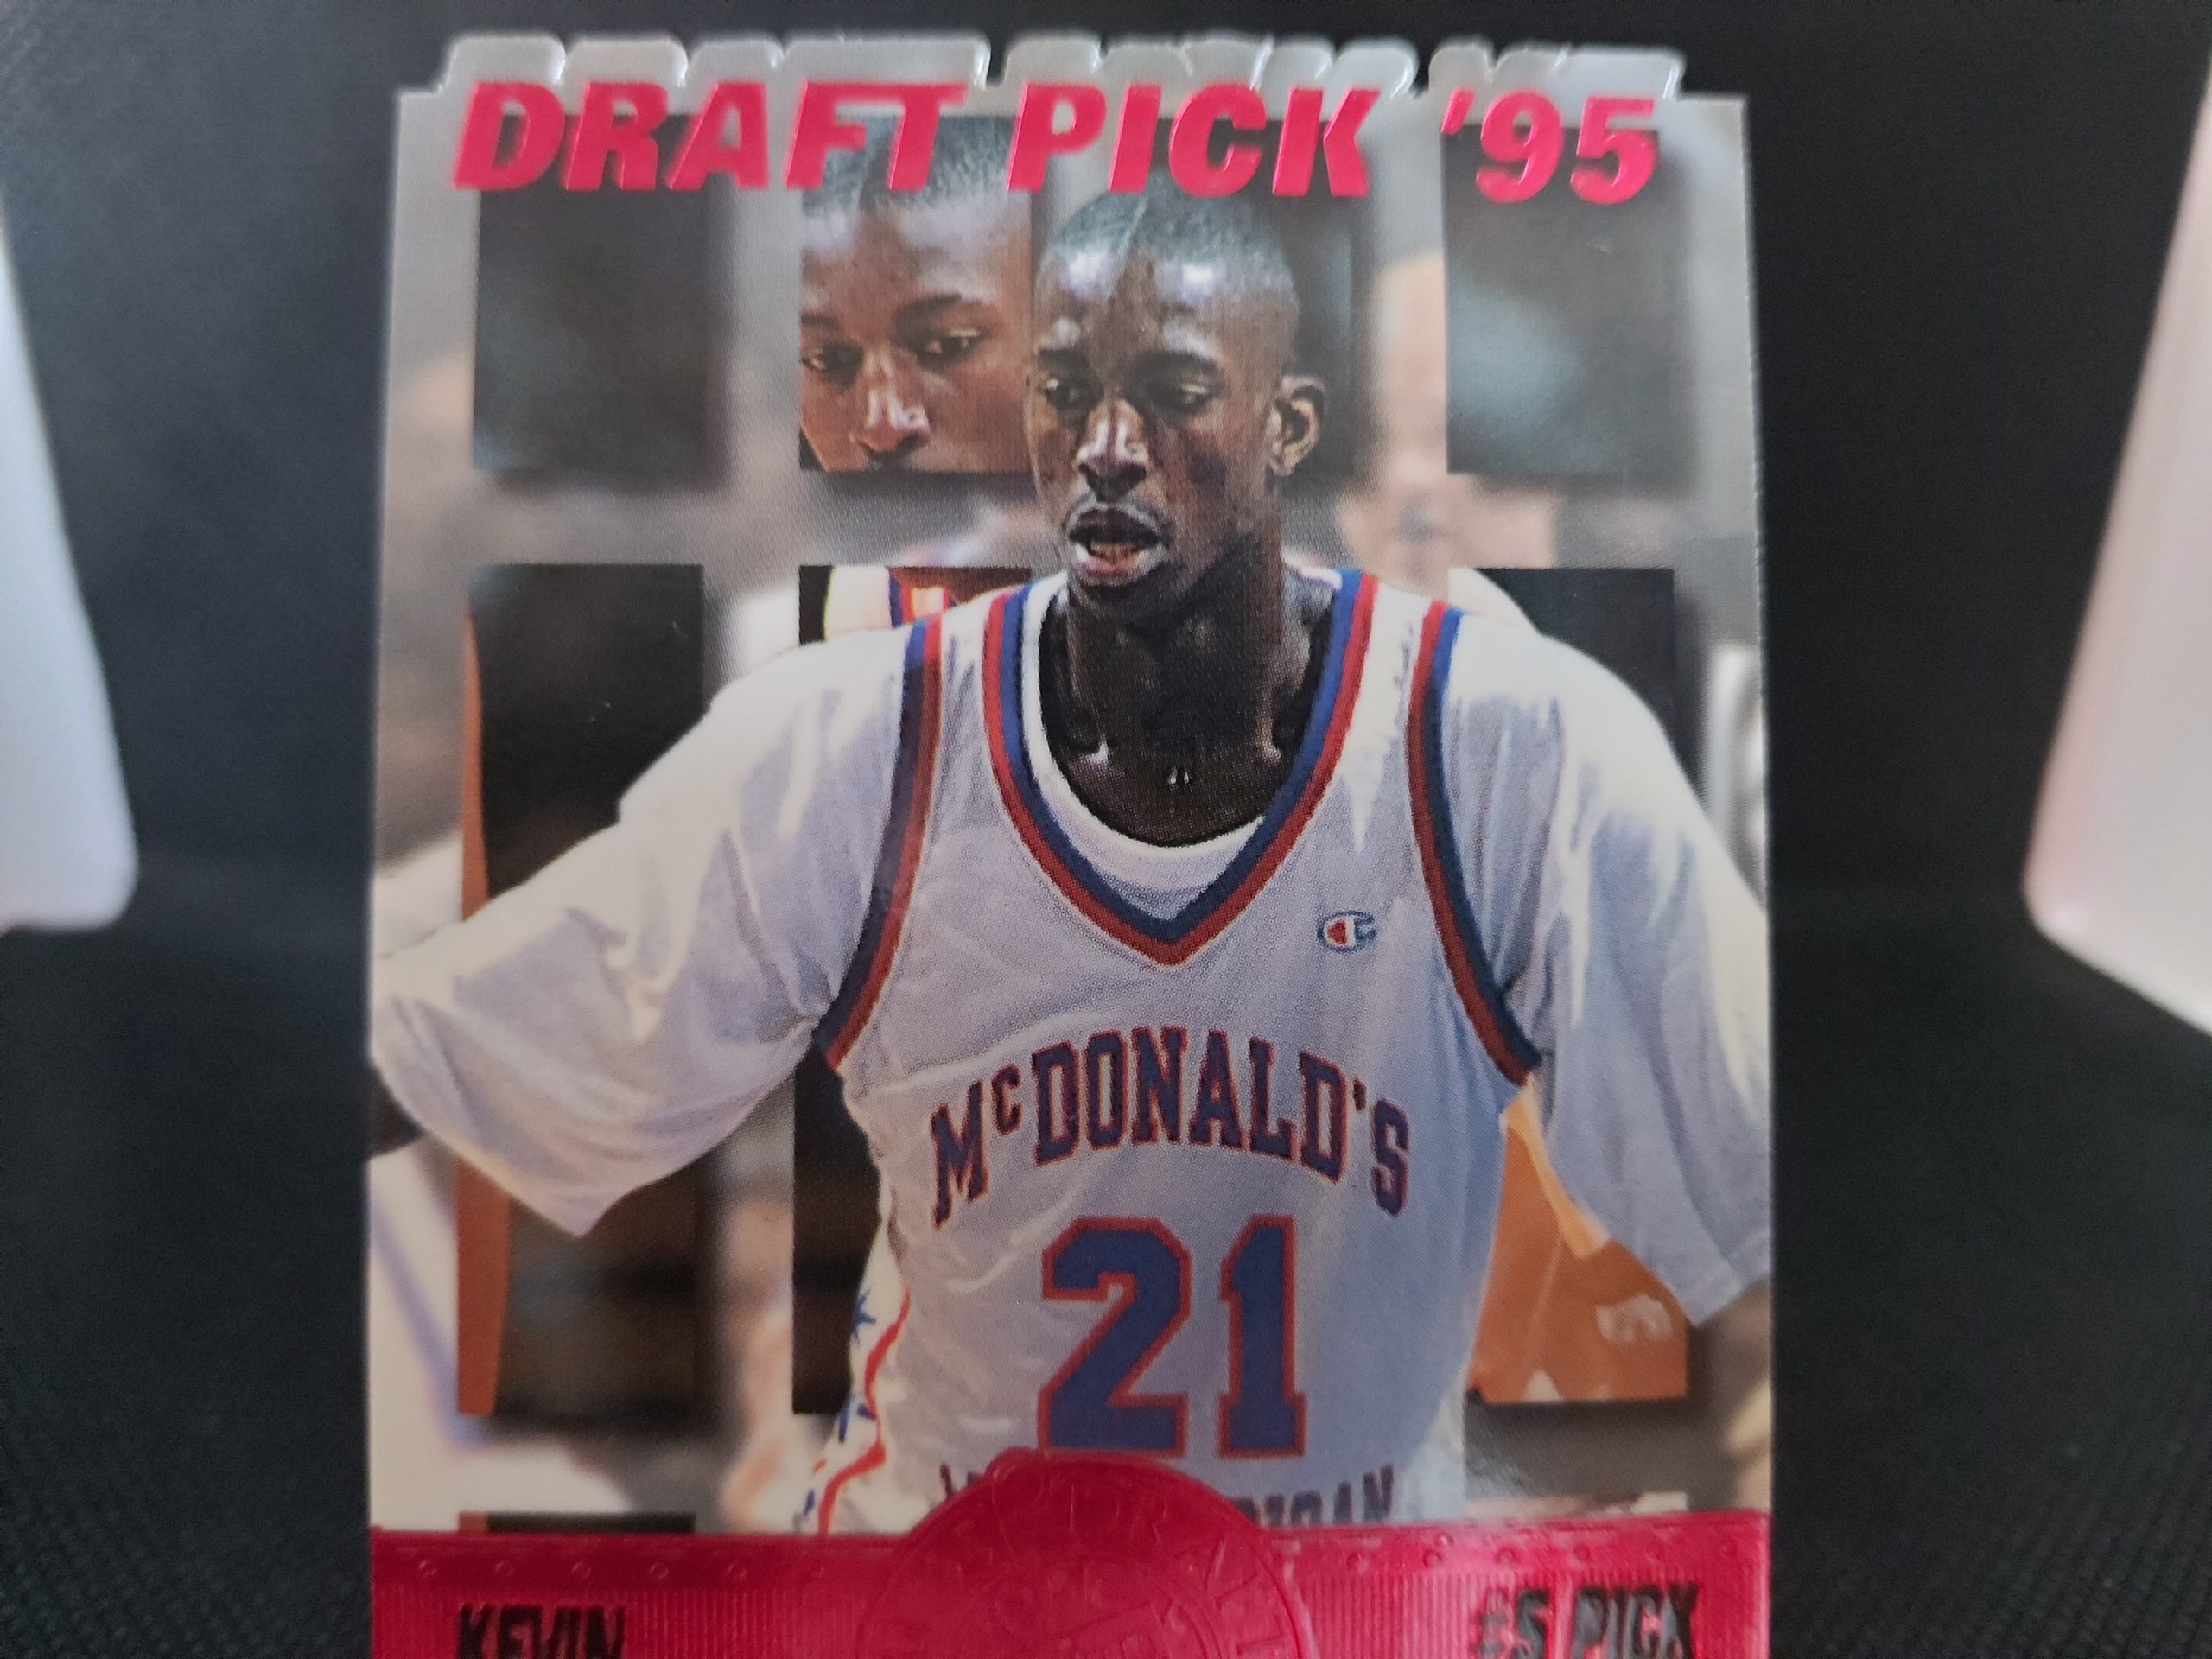 DRAFT PICK '95
McDONALD'S
21
KEVIN
#5 PICK